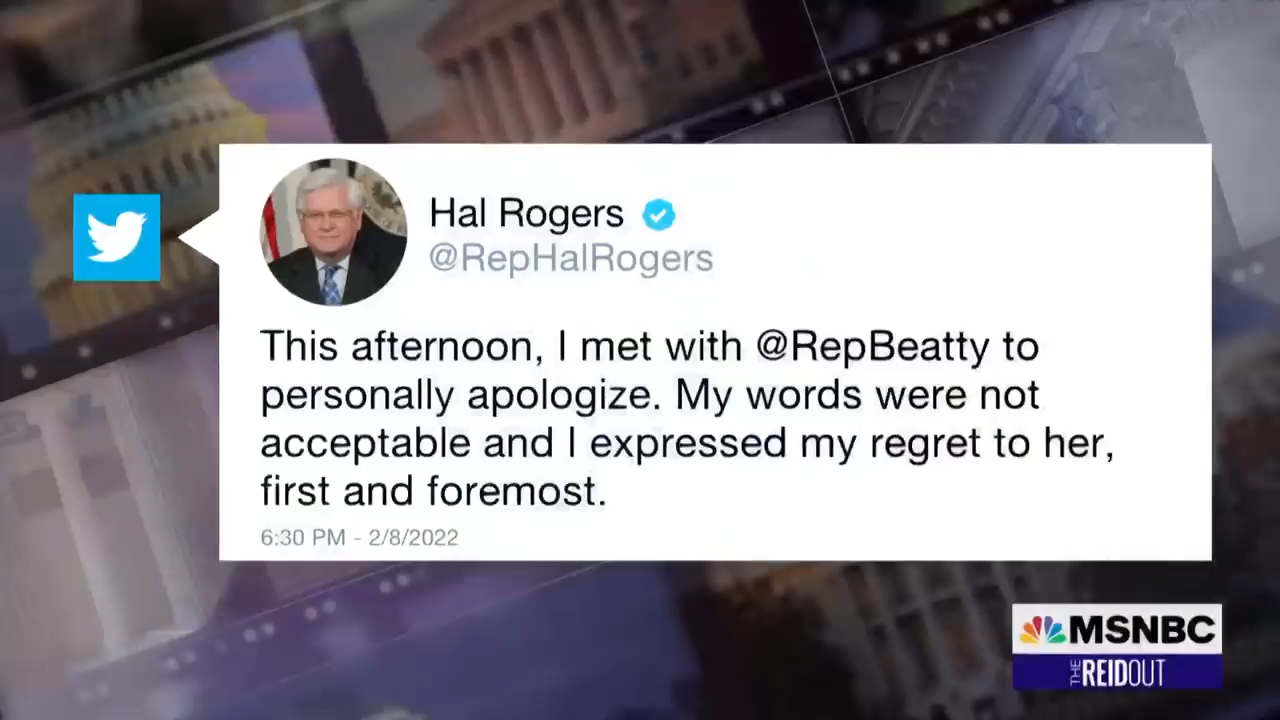 Hal Rogers
@RepHalRogers
This afternoon, I met with @RepBeatty to
personally apologize. My words were not
acceptable and I expressed my regret to her,
first and foremost.
6:30 PM - 2/8/2022
MSNBC
THE REIDOUT